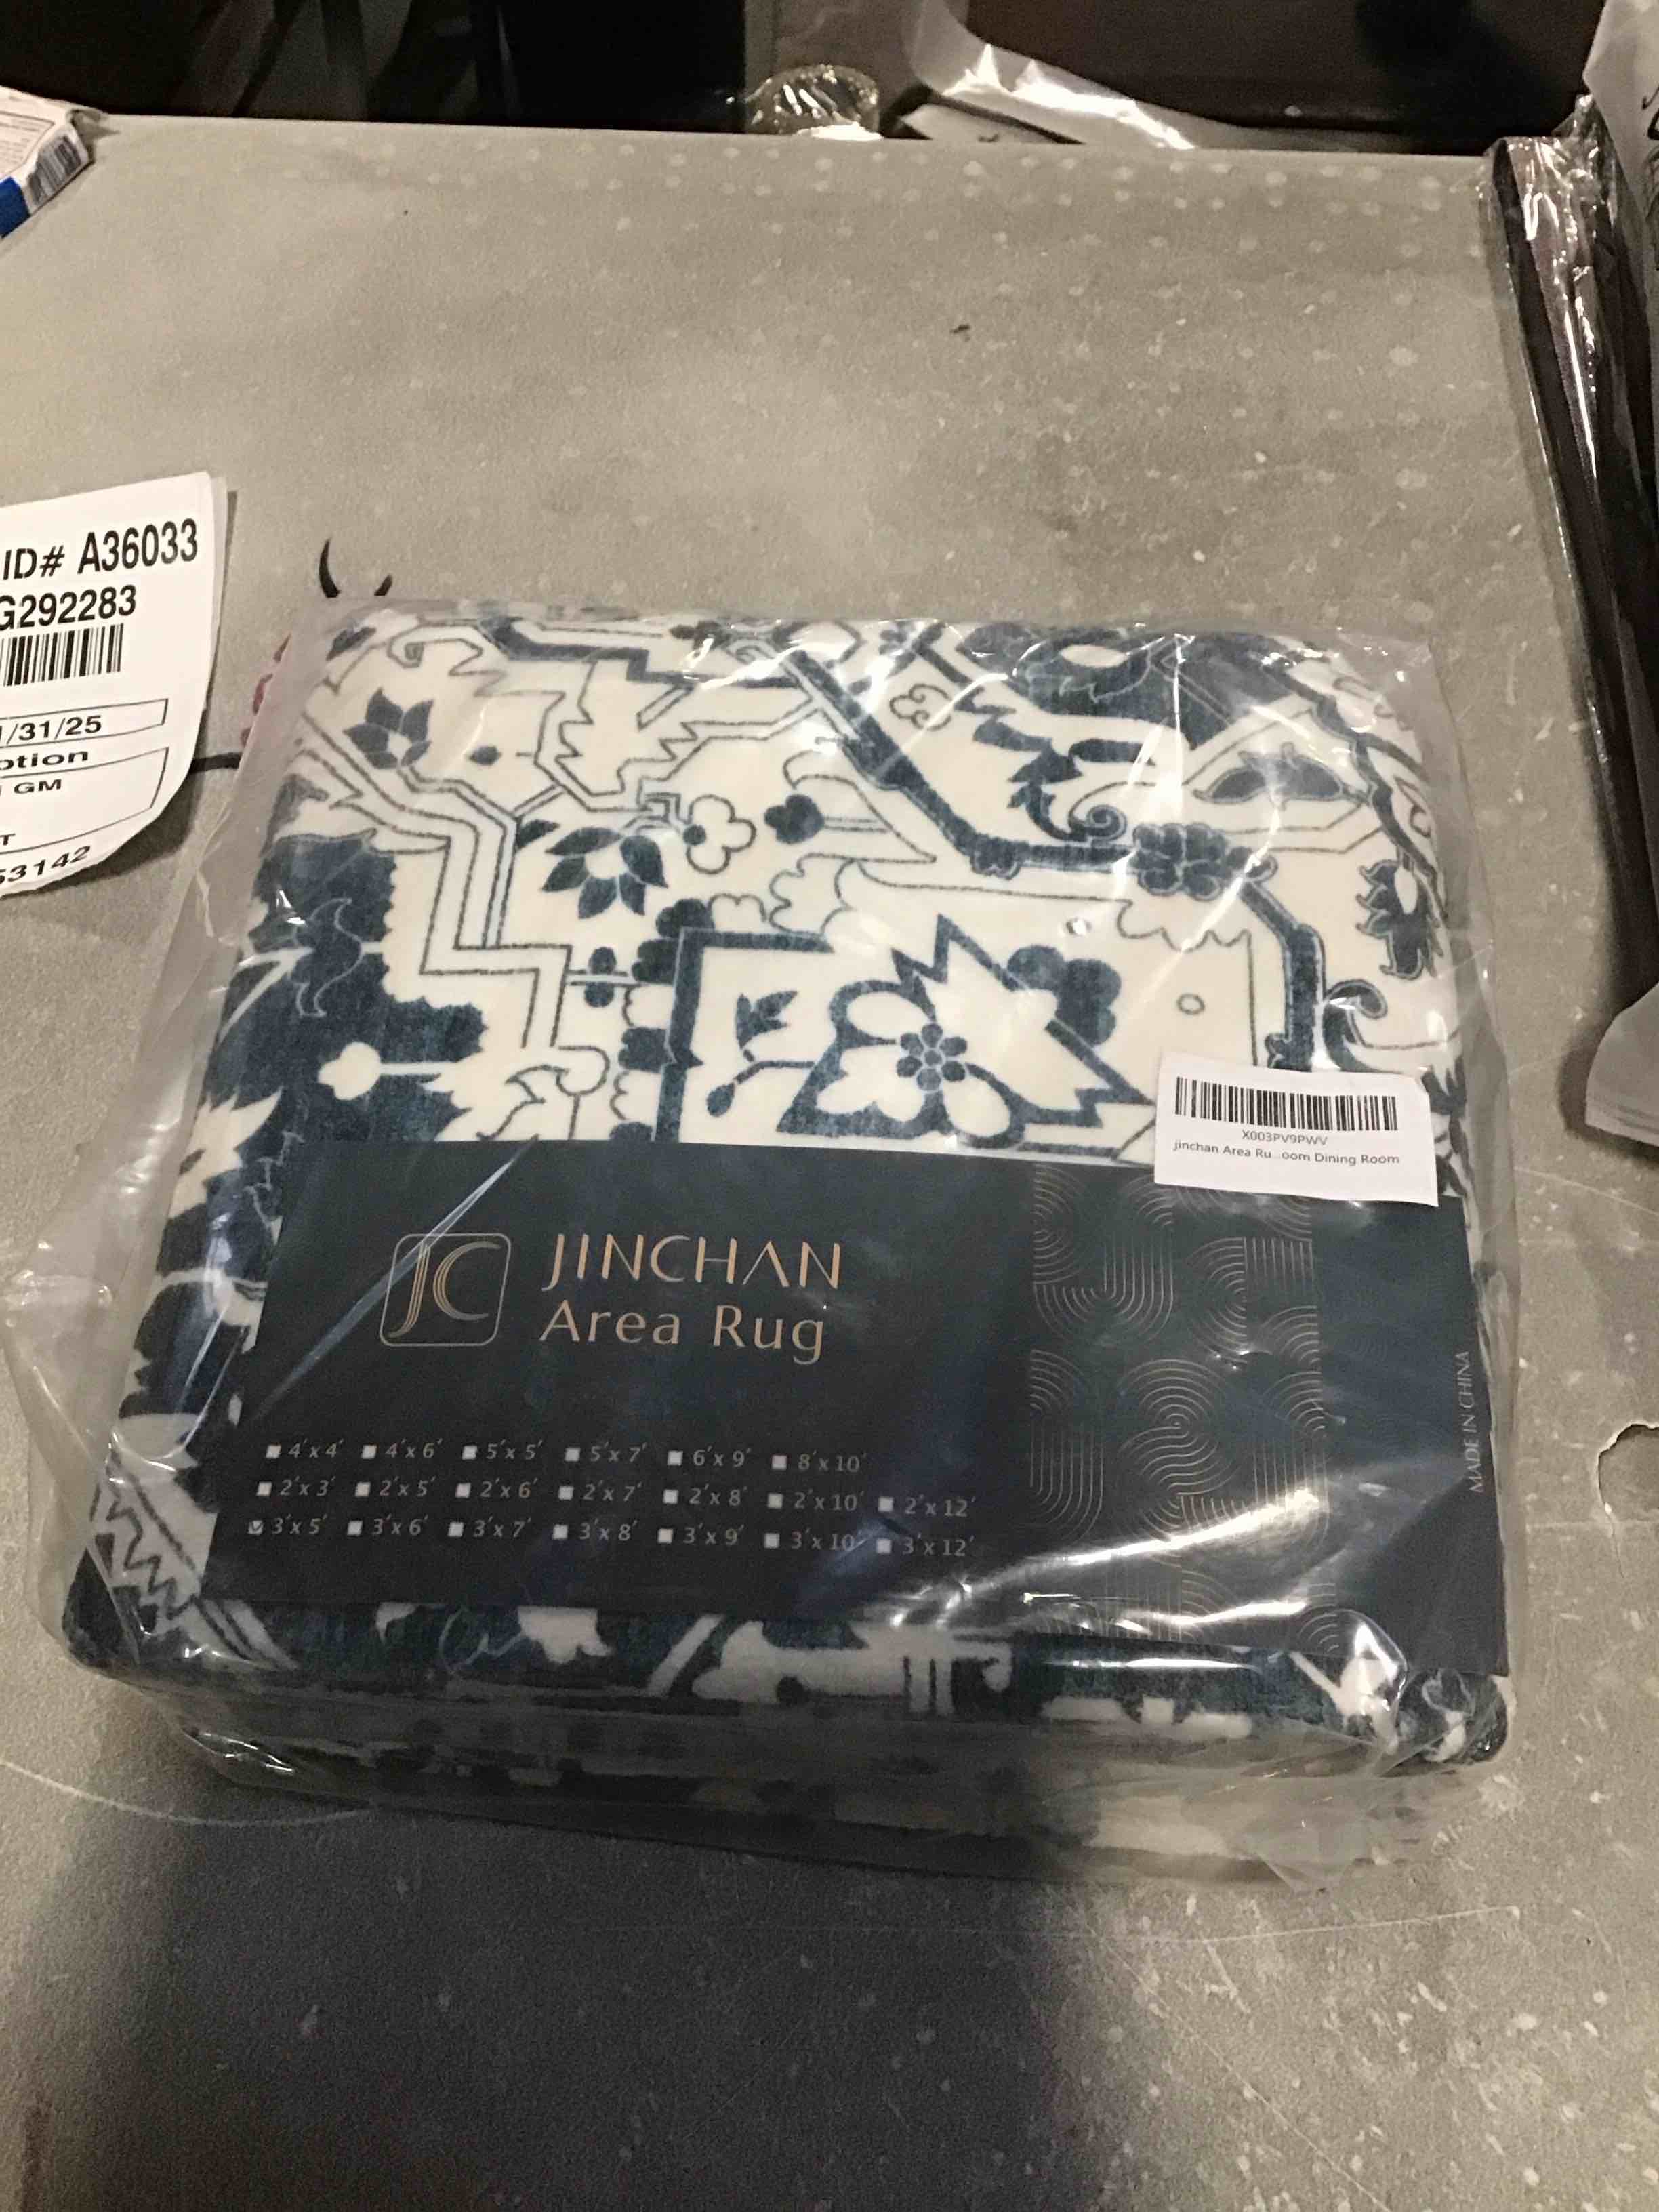 ID# A36033
G292283
/31/25
ption
GM
T
53142
X003PV9PWV
jinchan Area Ru...oom Dining Room
JC
JINCHAN
Area Rug
4'x4' 4'x6' 5'x5' 5'x7' 6'x9' 8'x10'
2'x3' 2'x5' 2'x6' 2'x7' 2'x8' 2'x10' 2'x12'
3'x5' 3'x6' 3'x7' 3'x8' 3'x9' 3'x10' 3'x12'
MADE IN CHINA